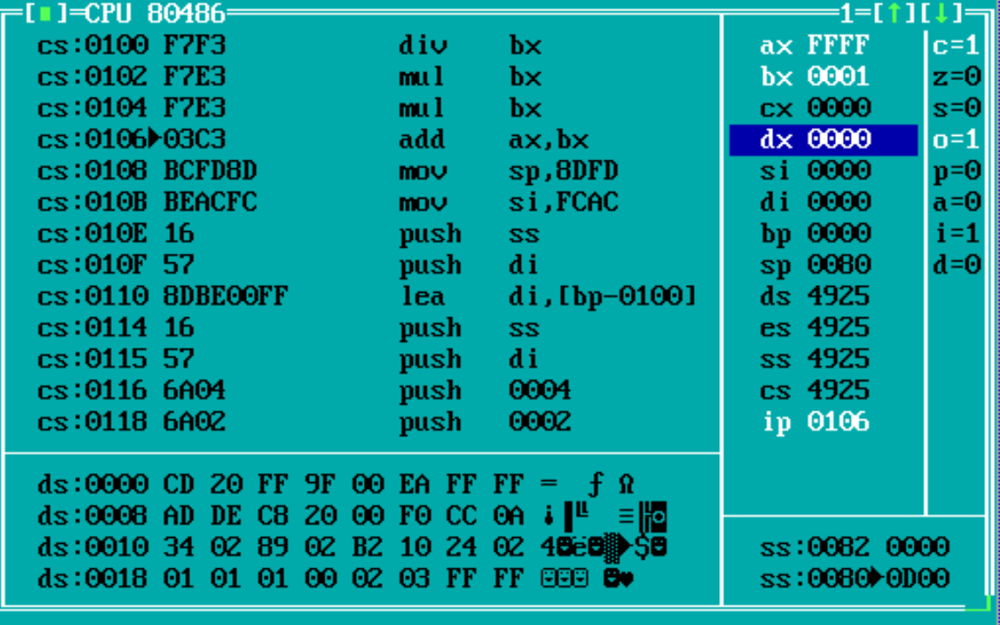 [■]=CPU 80486 1=[↑][↓]
cs:0100 F7F3 div bx ax FFFF c=1
cs:0102 F7E3 mul bx bx 0001 z=0
cs:0104 F7E3 mul bx cx 0000 s=0
cs:0106►03C3 add ax,bx dx 0000 o=1
cs:0108 BCFD8D mov sp,8DFD si 0000 p=0
cs:010B BEACFC mov si,FCAC di 0000 a=0
cs:010E 16 push ss bp 0000 i=1
cs:010F 57 push di sp 0080 d=0
cs:0110 8DBE00FF lea di,[bp-0100] ds 4925
cs:0114 16 push ss es 4925
cs:0115 57 push di ss 4925
cs:0116 6A04 push 0004 cs 4925
cs:0118 6A02 push 0002 ip 0106
ds:0000 CD 20 FF 9F 00 EA FF FF = ƒ Ω
ds:0008 AD DE C8 20 00 F0 CC 0A ¡▐╚ ≡╠◙
ds:0010 34 02 89 02 B2 10 24 02 4☻ë☻▓►$☻
ds:0018 01 01 01 00 02 03 FF FF ☺☺☺ ☻♥
ss:0082 0000
ss:0080►0D00